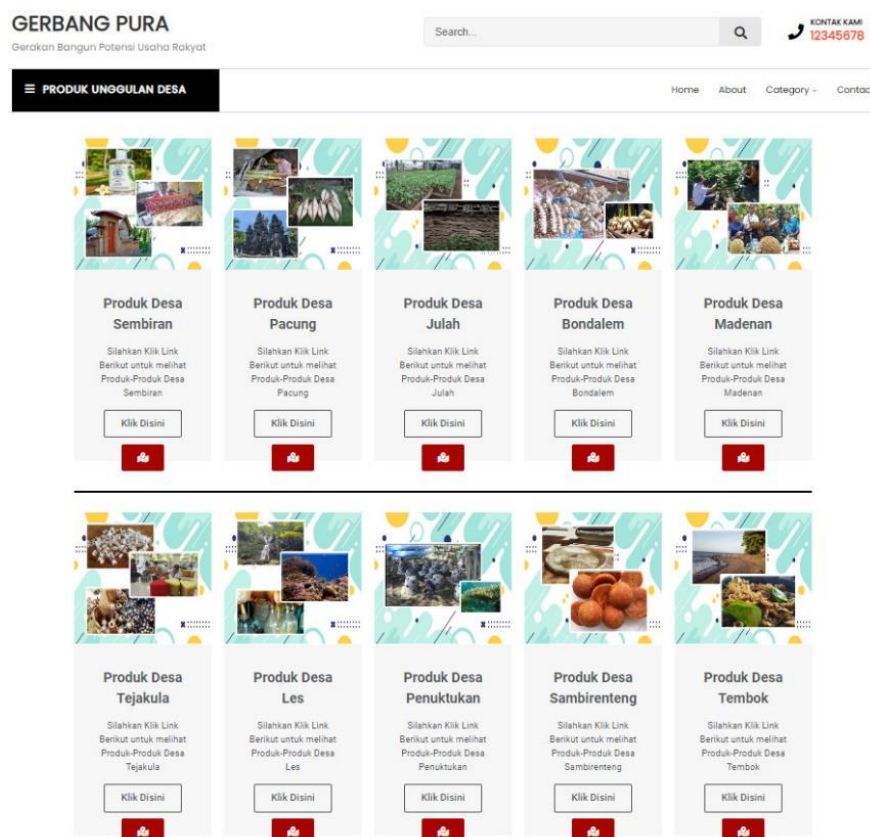 GERBANG PURA
Gerakan Bangun Potensi Usaha Rakyat
Search...
KONTAK KAMI
12345678
PRODUK UNGGULAN DESA
Home About Category Contac
Produk Desa
Sembiran
Silahkan Klik Link
Berikut untuk melihat
Produk-Produk Desa
Sembiran
Klik Disini
Produk Desa
Pacung
Silahkan Klik Link
Berikut untuk melihat
Produk-Produk Desa
Pacung
Klik Disini
Produk Desa
Julah
Silahkan Klik Link
Berikut untuk melihat
Produk-Produk Desa
Julah
Klik Disini
Produk Desa
Bondalem
Silahkan Klik Link
Berikut untuk melihat
Produk-Produk Desa
Bondalem
Klik Disini
Produk Desa
Madenan
Silahkan Klik Link
Berikut untuk melihat
Produk-Produk Desa
Madenan
Klik Disini
Produk Desa
Tejakula
Silahkan Klik Link
Berikut untuk melihat
Produk-Produk Desa
Tejakula
Klik Disini
Produk Desa
Les
Silahkan Klik Link
Berikut untuk melihat
Produk-Produk Desa
Les
Klik Disini
Produk Desa
Penuktukan
Silahkan Klik Link
Berikut untuk melihat
Produk-Produk Desa
Penuktukan
Klik Disini
Produk Desa
Sambirenteng
Silahkan Klik Link
Berikut untuk melihat
Produk-Produk Desa
Sambirenteng
Klik Disini
Produk Desa
Tembok
Silahkan Klik Link
Berikut untuk melihat
Produk-Produk Desa
Tembok
Klik Disini